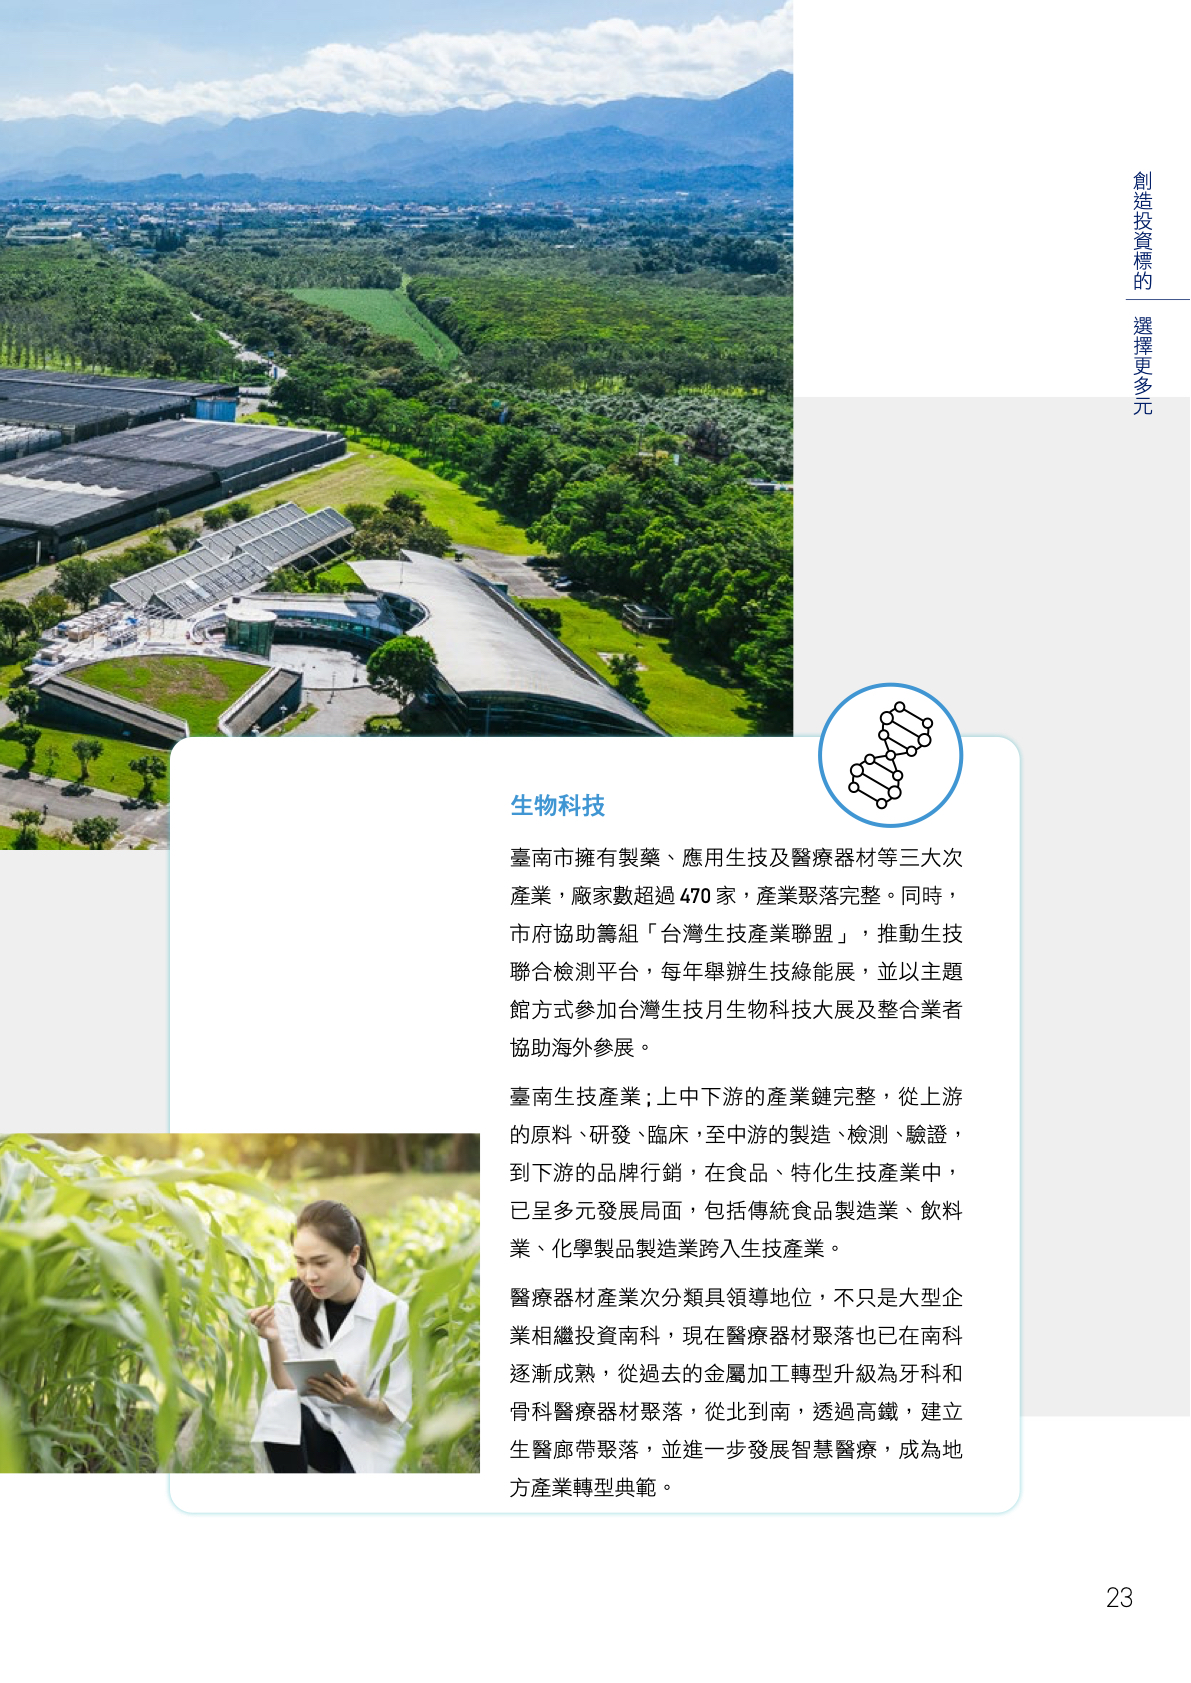 創造投資標的
選擇更多元
生物科技
臺南市擁有製藥、應用生技及醫療器材等三大次
產業，廠家數超過 470 家，產業聚落完整。同時，
市府協助籌組「台灣生技產業聯盟」，推動生技
聯合檢測平台，每年舉辦生技綠能展，並以主題
館方式參加台灣生技月生物科技大展及整合業者
協助海外參展。
臺南生技產業；上中下游的產業鏈完整，從上游
的原料、研發、臨床，至中游的製造、檢測、驗證，
到下游的品牌行銷，在食品、特化生技產業中，
已呈多元發展局面，包括傳統食品製造業、飲料
業、化學製品製造業跨入生技產業。
醫療器材產業次分類具領導地位，不只是大型企
業相繼投資南科，現在醫療器材聚落也已在南科
逐漸成熟，從過去的金屬加工轉型升級為牙科和
骨科醫療器材聚落，從北到南，透過高鐵，建立
生醫廊帶聚落，並進一步發展智慧醫療，成為地
方產業轉型典範。
23